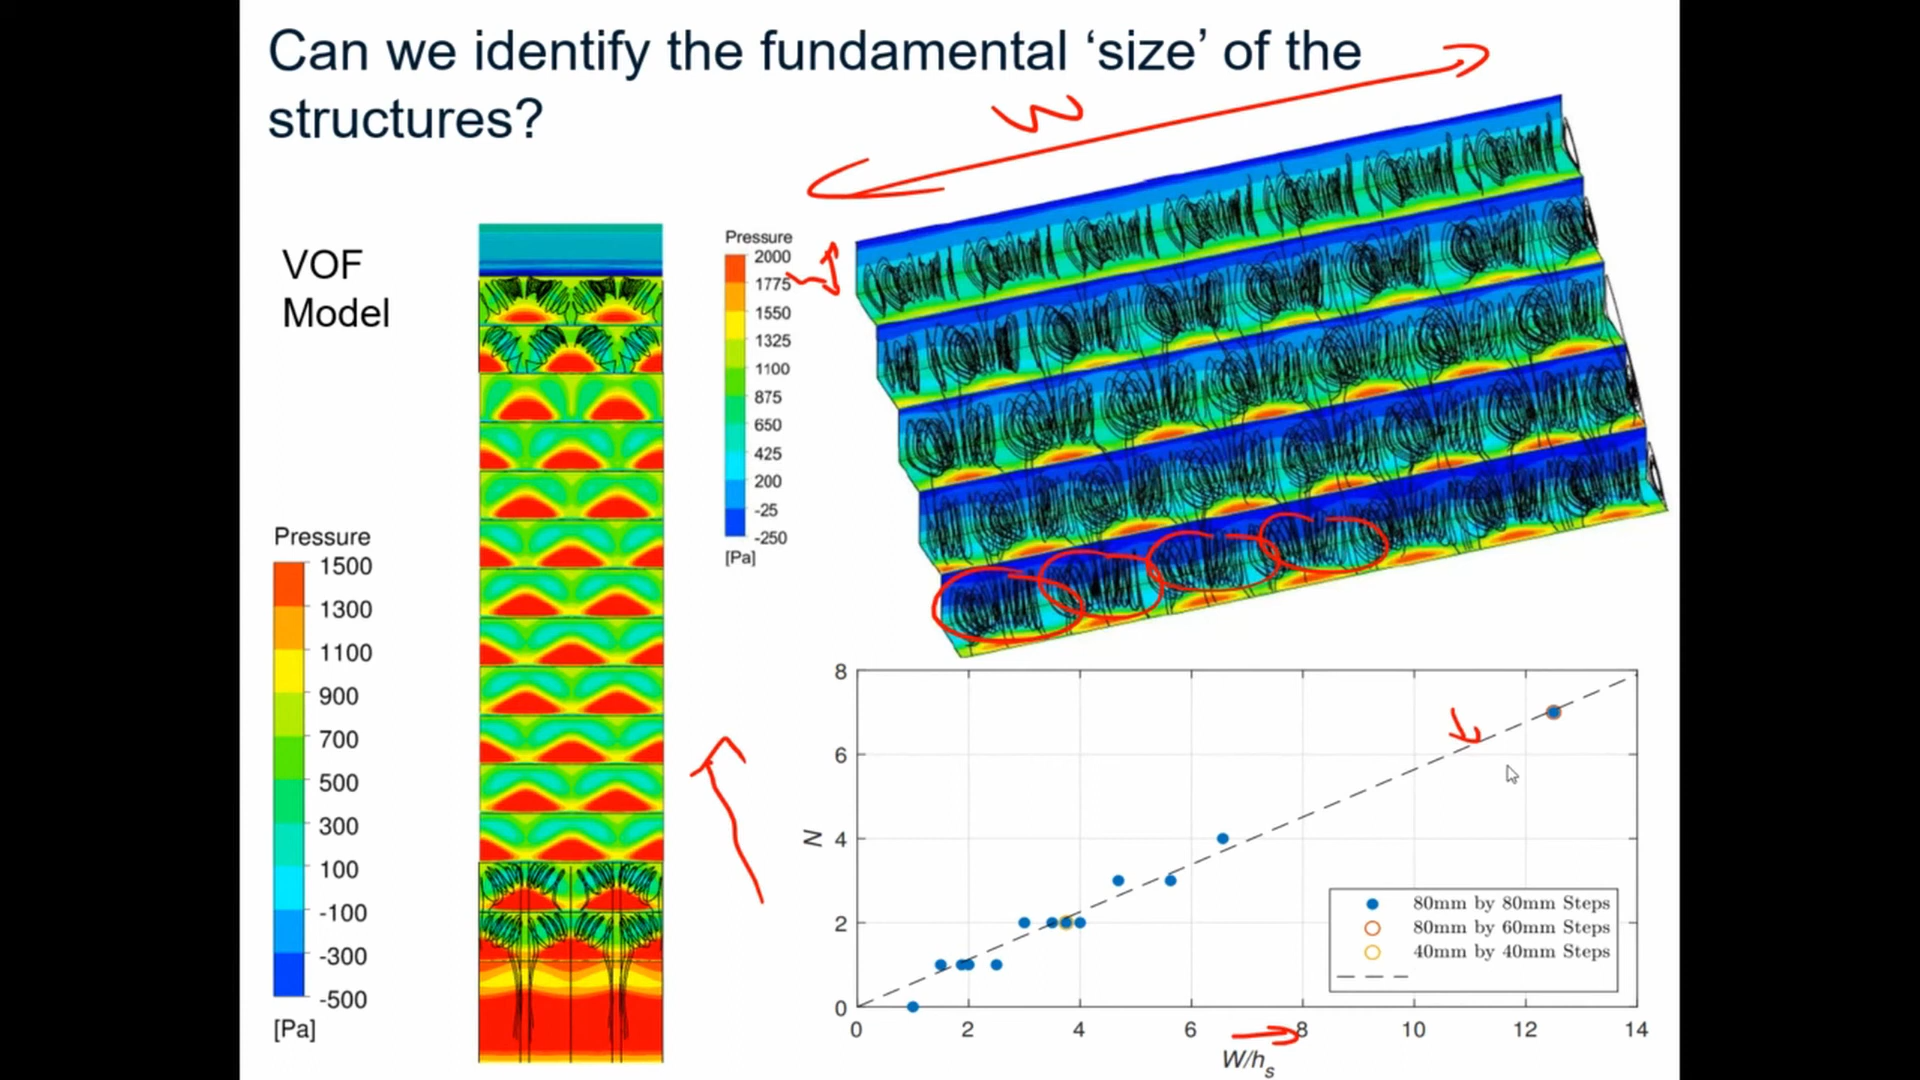 Can we identify the fundamental ‘size’ of the
structures?
W
VOF
Model
Pressure
2000
1775
1550
1325
1100
875
650
425
200
-25
-250
[Pa]
Pressure
1500
1300
1100
900
700
500
300
100
-100
-300
-500
[Pa]
8
6
4
2
0
N
80mm by 80mm Steps
80mm by 60mm Steps
40mm by 40mm Steps
0 2 4 6 8 10 12 14
W/hs